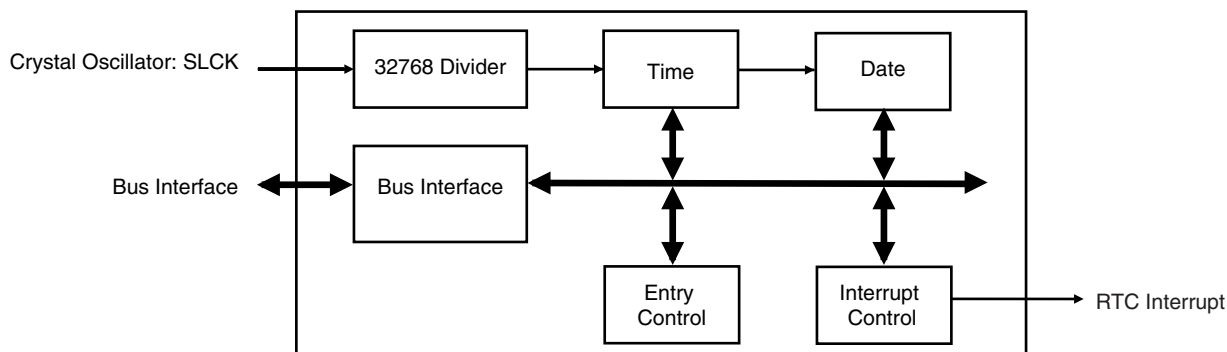 Crystal Oscillator: SLCK
32768 Divider
Time
Date
Bus Interface
Bus Interface
Entry
Control
Interrupt
Control
RTC Interrupt